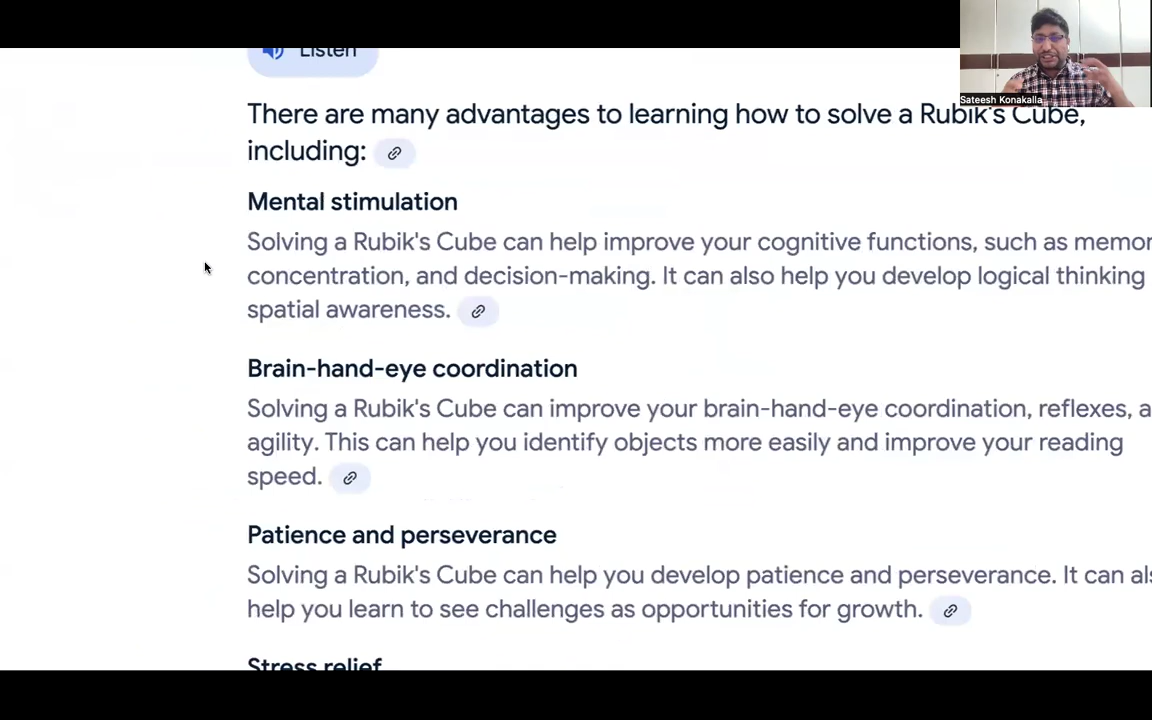 Listen
Sateesh Konakalla
There are many advantages to learning how to solve a Rubik's Cube,
including:
Mental stimulation
Solving a Rubik's Cube can help improve your cognitive functions, such as memor
concentration, and decision-making. It can also help you develop logical thinking
spatial awareness.
Brain-hand-eye coordination
Solving a Rubik's Cube can improve your brain-hand-eye coordination, reflexes, a
agility. This can help you identify objects more easily and improve your reading
speed.
Patience and perseverance
Solving a Rubik's Cube can help you develop patience and perseverance. It can als
help you learn to see challenges as opportunities for growth.
Stress relief